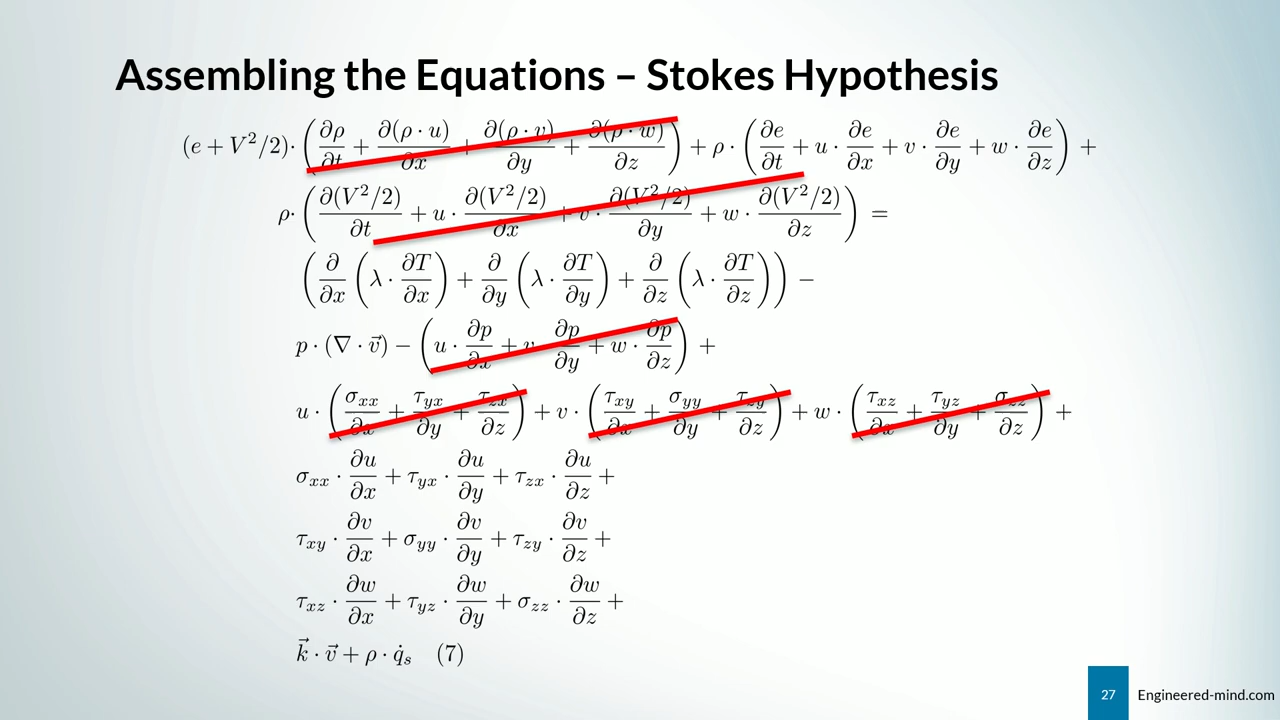 Assembling the Equations – Stokes Hypothesis
(e + V²/2)· (∂ρ/∂t + ∂(ρ · u)/∂x + ∂(ρ · v)/∂y + ∂(ρ · w)/∂z) + ρ · (∂e/∂t + u · ∂e/∂x + v · ∂e/∂y + w · ∂e/∂z) +
ρ· (∂(V²/2)/∂t + u · ∂(V²/2)/∂x + v · ∂(V²/2)/∂y + w · ∂(V²/2)/∂z) =
(∂/∂x (λ · ∂T/∂x) + ∂/∂y (λ · ∂T/∂y) + ∂/∂z (λ · ∂T/∂z)) −
p · (∇ · v⃗) − (u · ∂p/∂x + v · ∂p/∂y + w · ∂p/∂z) +
u · (σxx/∂x + τyx/∂y + τzx/∂z) + v · (τxy/∂x + σyy/∂y + τzy/∂z) + w · (τxz/∂x + τyz/∂y + σzz/∂z) +
σxx · ∂u/∂x + τyx · ∂u/∂y + τzx · ∂u/∂z +
τxy · ∂v/∂x + σyy · ∂v/∂y + τzy · ∂v/∂z +
τxz · ∂w/∂x + τyz · ∂w/∂y + σzz · ∂w/∂z +
k⃗ · v⃗ + ρ · q̇s (7)
27 Engineered-mind.com